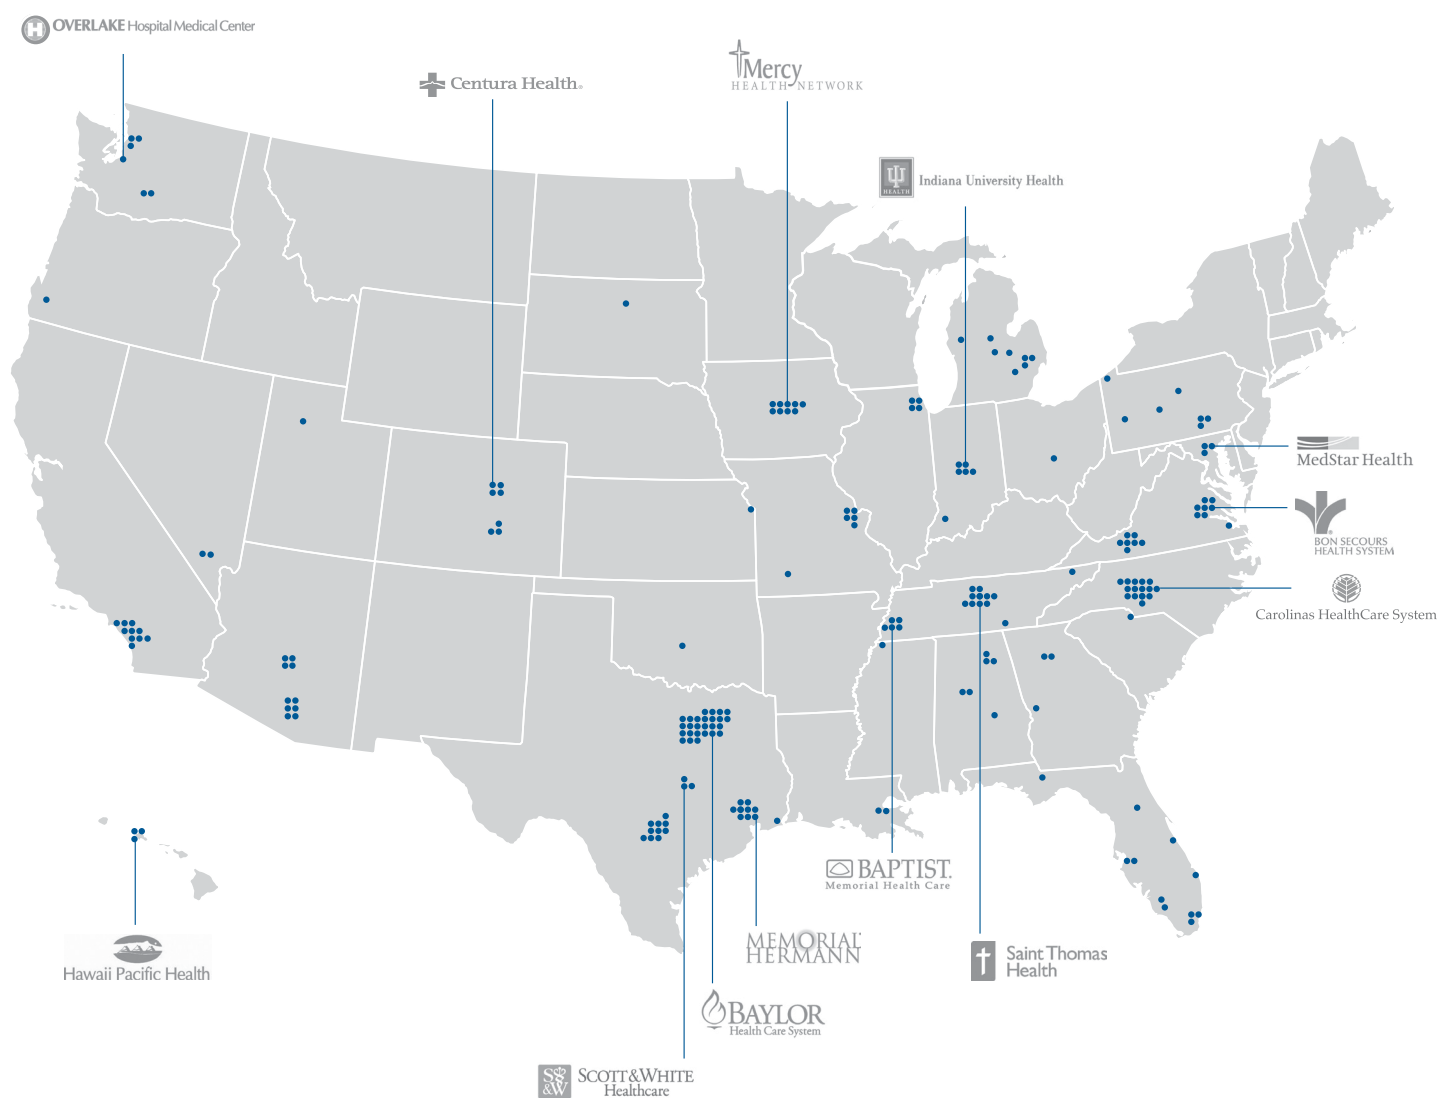 H OVERLAKE Hospital Medical Center
Centura Health®
Mercy
HEALTH NETWORK
HEALTH
Indiana University Health
MedStar Health
BON SECOURS
HEALTH SYSTEM
Carolinas HealthCare System
BAPTIST®
Memorial Health Care
MEMORIAL®
HERMANN
Saint Thomas
Health
Hawaii Pacific Health
BAYLOR
Health Care System
S&W
SCOTT&WHITE
Healthcare